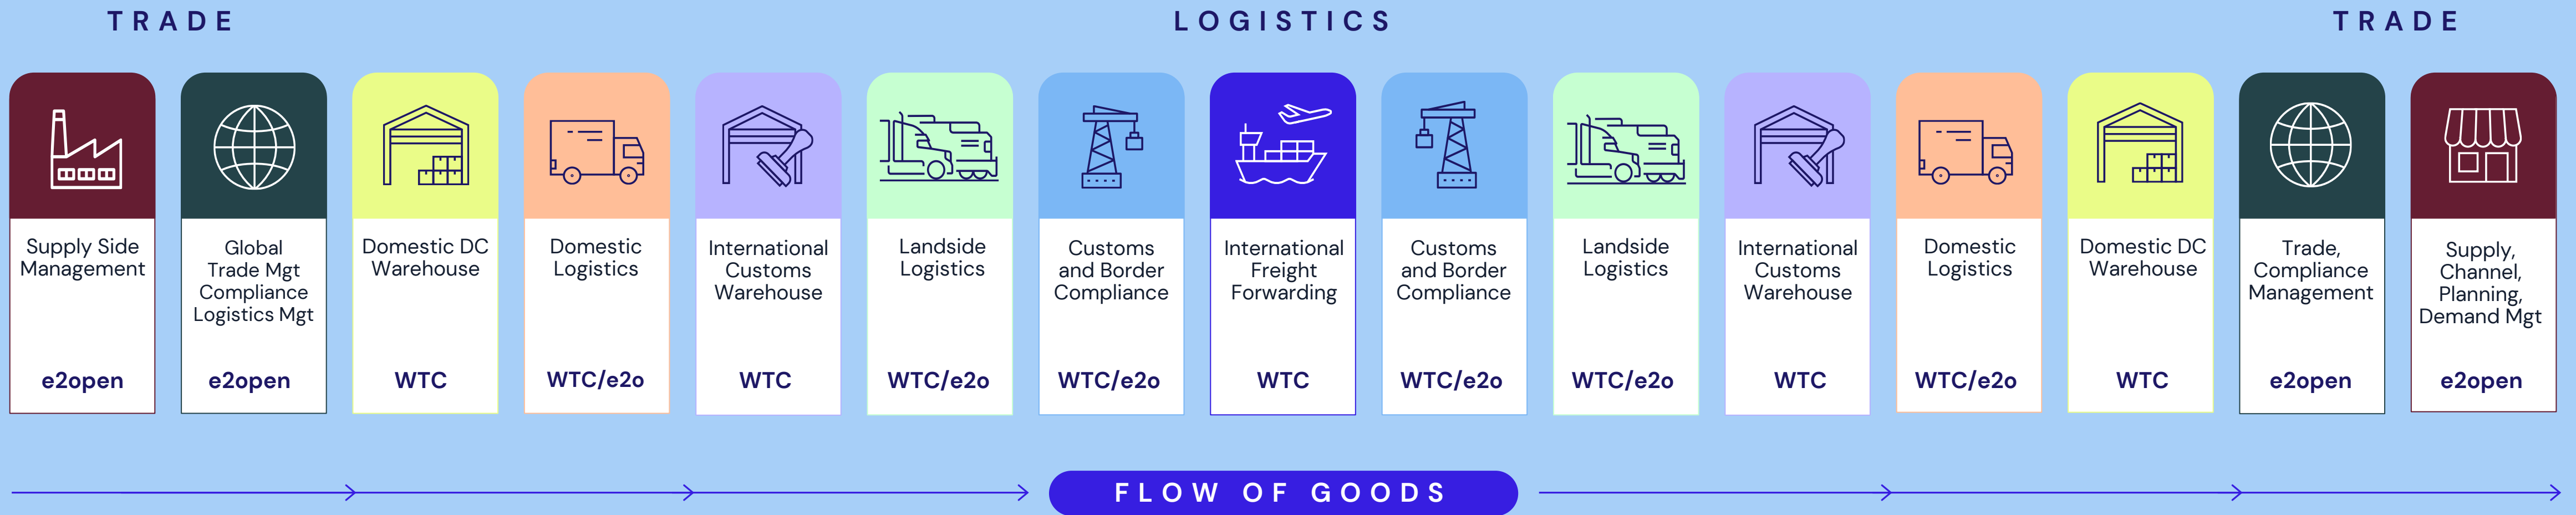 TRADE
LOGISTICS
TRADE
Supply Side
Management
e2open
Global
Trade Mgt
Compliance
Logistics Mgt
e2open
Domestic DC
Warehouse
WTC
Domestic
Logistics
WTC/e2o
International
Customs
Warehouse
WTC
Landside
Logistics
WTC/e2o
Customs
and Border
Compliance
WTC/e2o
International
Freight
Forwarding
WTC
Customs
and Border
Compliance
WTC/e2o
Landside
Logistics
WTC/e2o
International
Customs
Warehouse
WTC
Domestic
Logistics
WTC/e2o
Domestic DC
Warehouse
WTC
Trade,
Compliance
Management
e2open
Supply,
Channel,
Planning,
Demand Mgt
e2open
FLOW OF GOODS